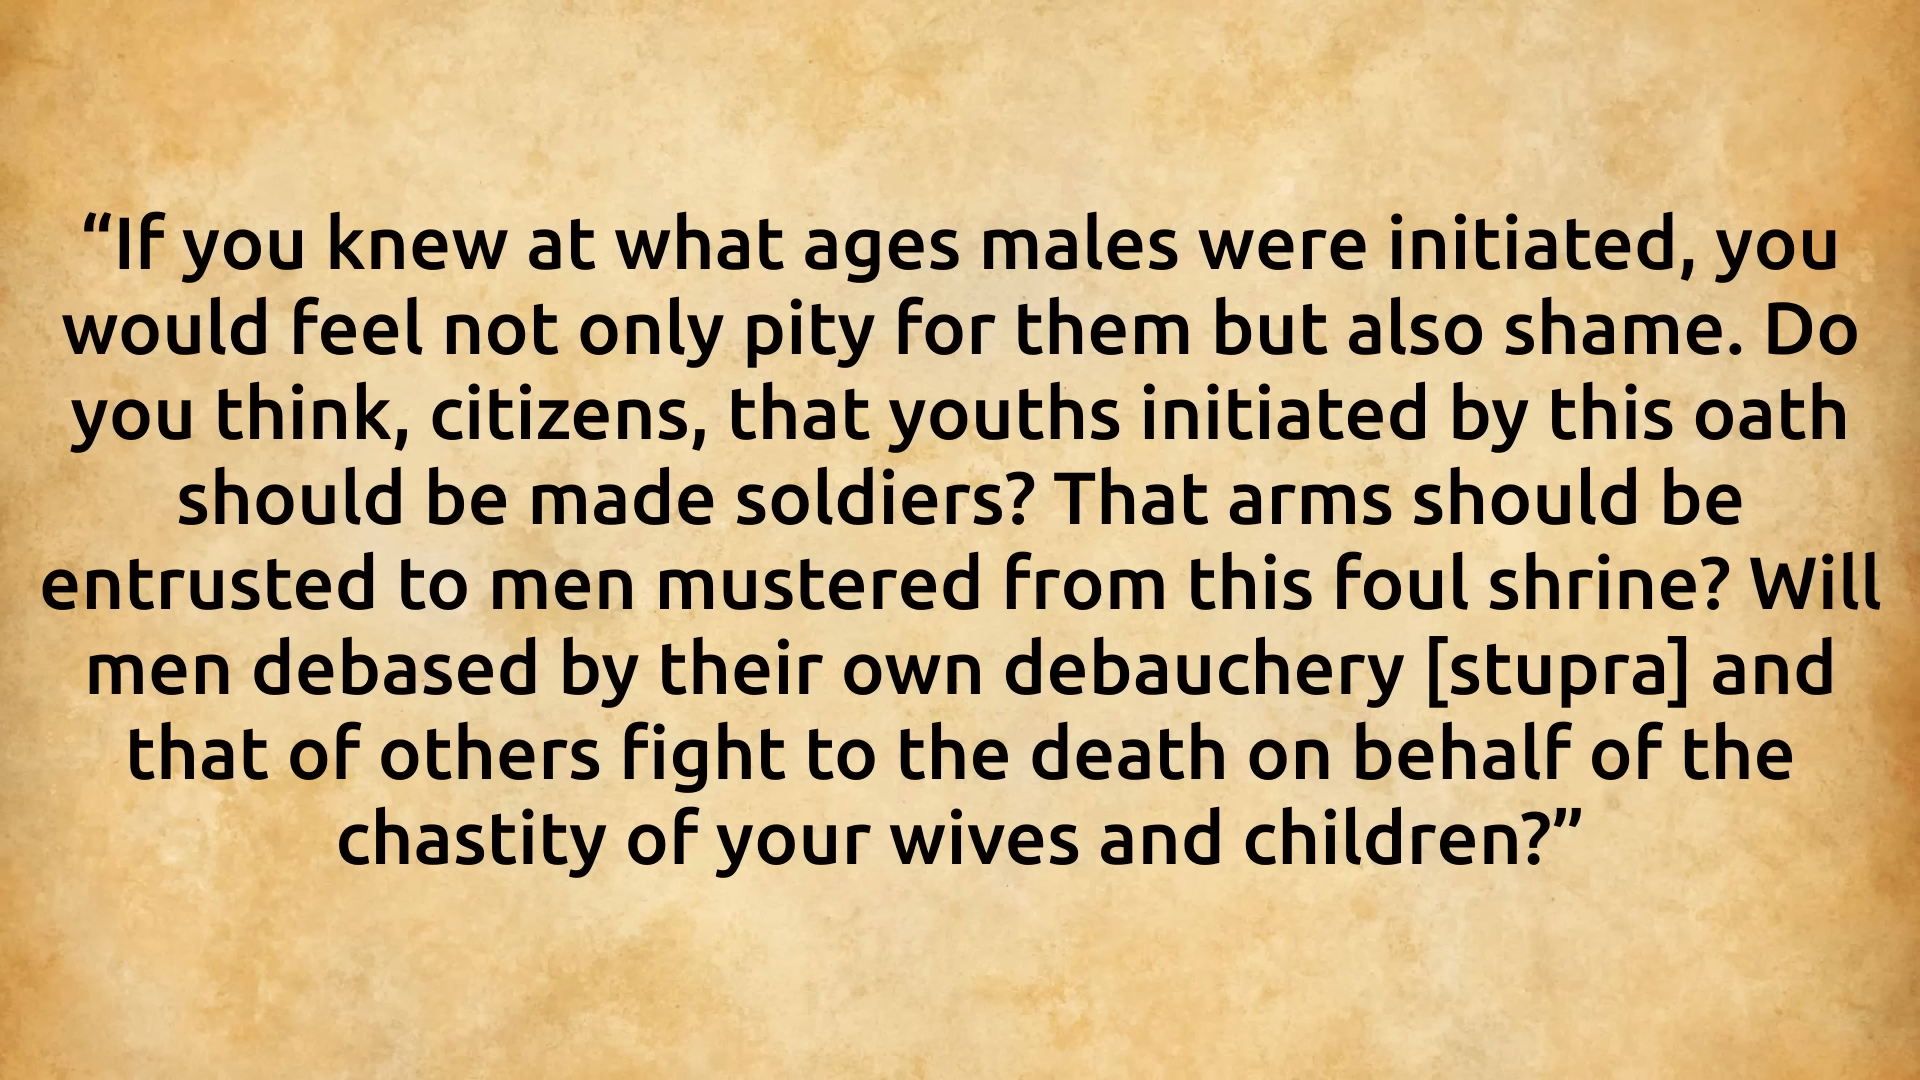 “If you knew at what ages males were initiated, you
would feel not only pity for them but also shame. Do
you think, citizens, that youths initiated by this oath
should be made soldiers? That arms should be
entrusted to men mustered from this foul shrine? Will
men debased by their own debauchery [stupra] and
that of others fight to the death on behalf of the
chastity of your wives and children?”